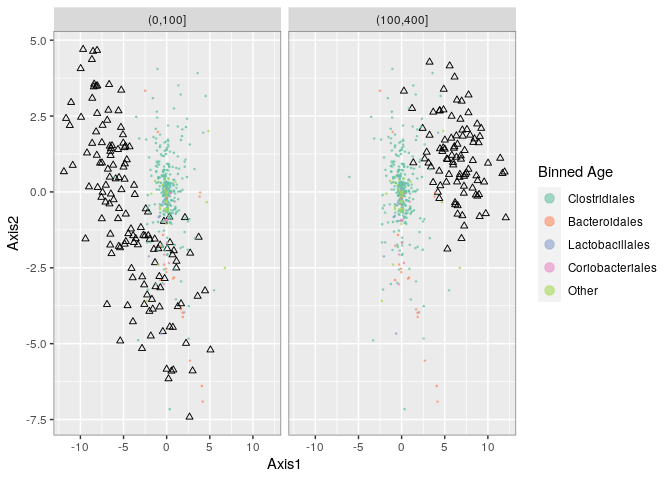 (0,100]
(100,400]
5.0
2.5
0.0
-2.5
-5.0
-7.5
Axis2
-10
-5
0
5
10
-10
-5
0
5
10
Axis1
Binned Age
Clostridiales
Bacteroidales
Lactobacillales
Coriobacteriales
Other